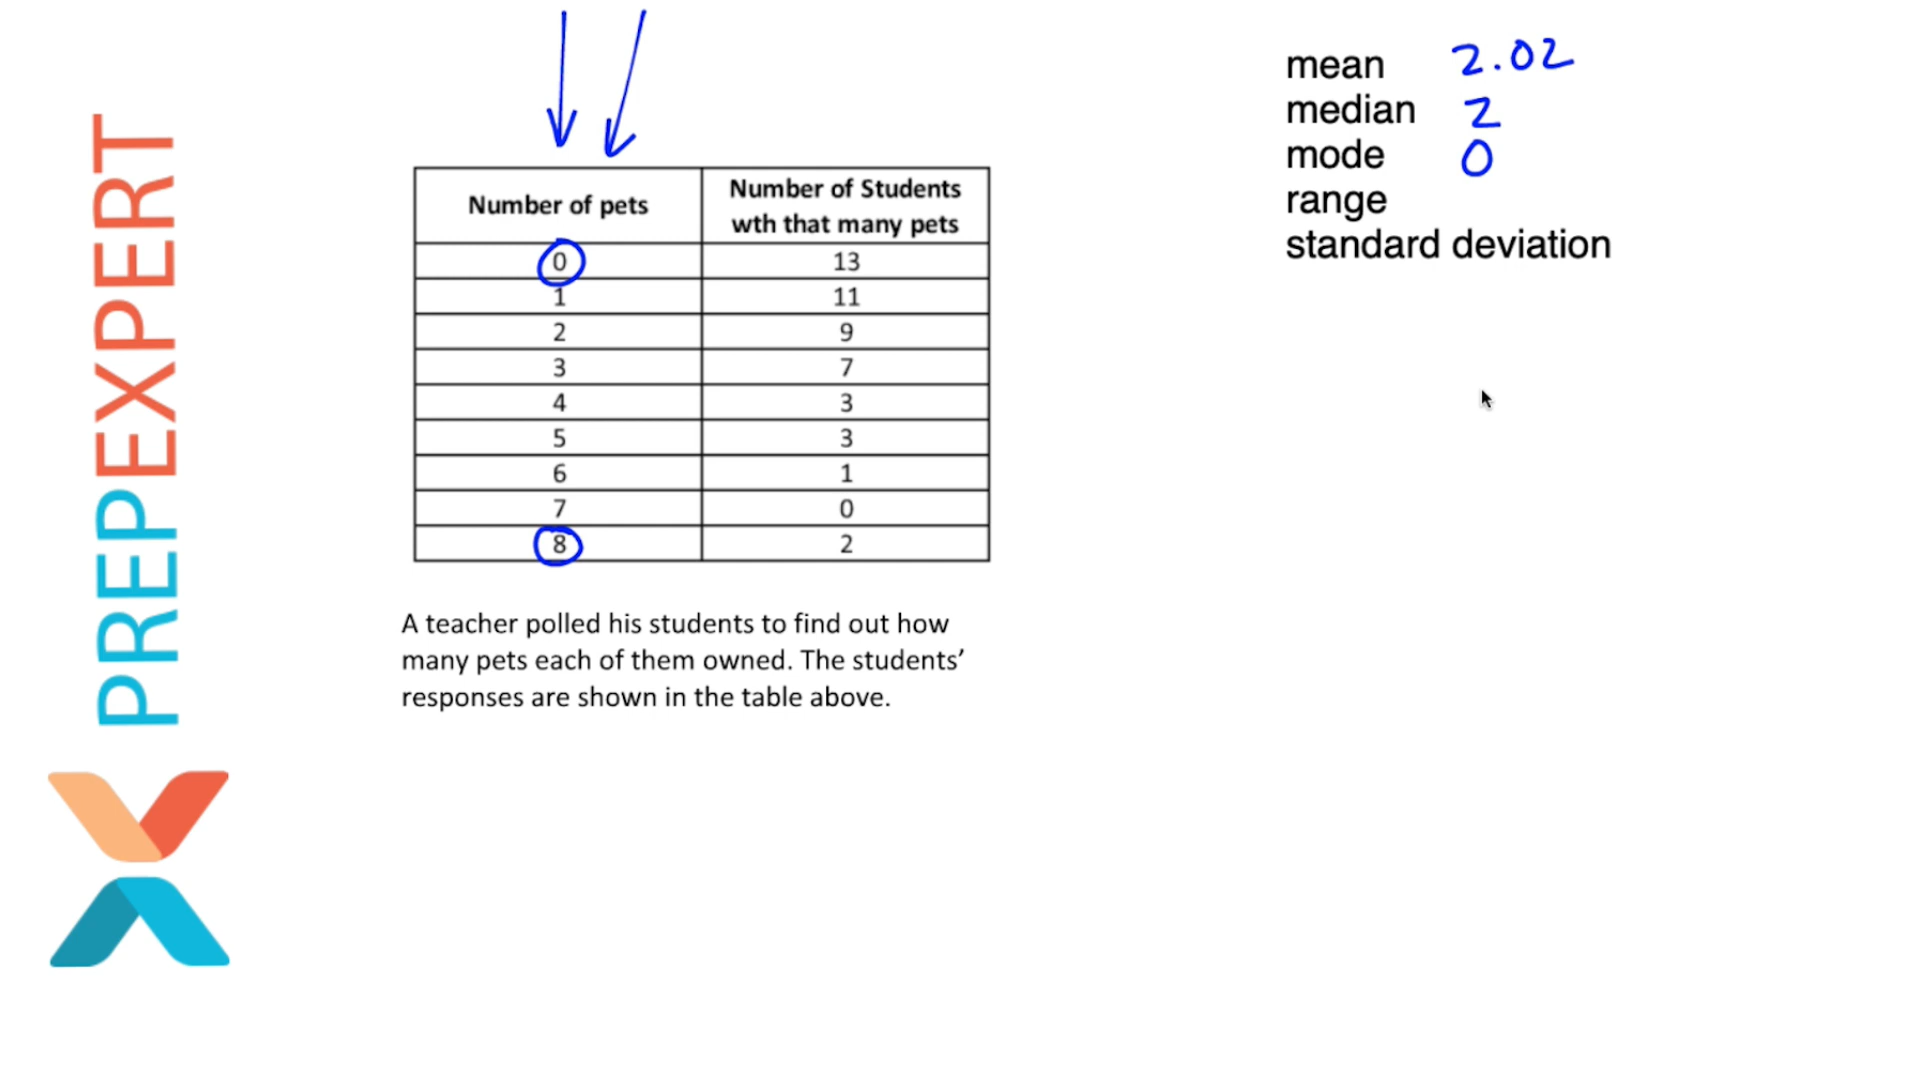 PREPEXPERT
Number of pets Number of Students wth that many pets
0 13
1 11
2 9
3 7
4 3
5 3
6 1
7 0
8 2
A teacher polled his students to find out how
many pets each of them owned. The students’
responses are shown in the table above.
mean 2.02
median 2
mode 0
range
standard deviation